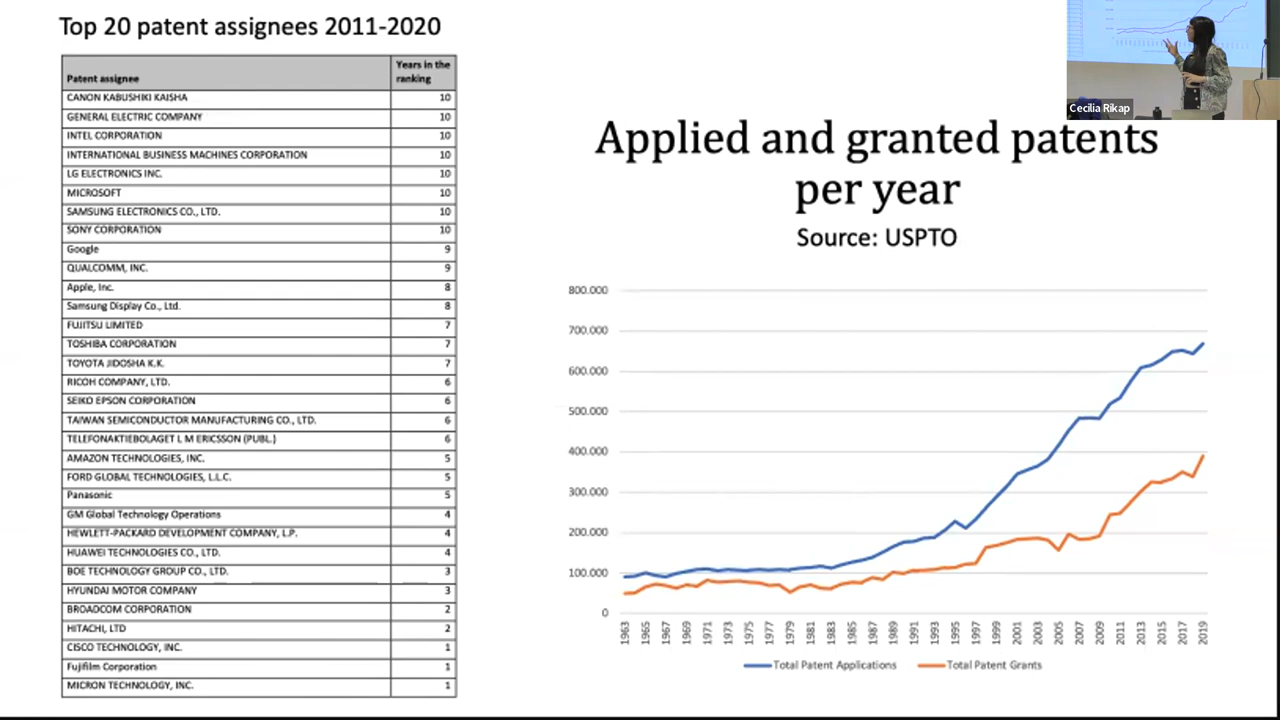 Top 20 patent assignees 2011-2020
Patent assignee Years in the ranking
CANON KABUSHIKI KAISHA 10
GENERAL ELECTRIC COMPANY 10
INTEL CORPORATION 10
INTERNATIONAL BUSINESS MACHINES CORPORATION 10
LG ELECTRONICS INC. 10
MICROSOFT 10
SAMSUNG ELECTRONICS CO., LTD. 10
SONY CORPORATION 10
Google 9
QUALCOMM, INC. 9
Apple, Inc. 8
Samsung Display Co., Ltd. 8
FUJITSU LIMITED 7
TOSHIBA CORPORATION 7
TOYOTA JIDOSHA K.K. 7
RICOH COMPANY, LTD. 6
SEIKO EPSON CORPORATION 6
TAIWAN SEMICONDUCTOR MANUFACTURING CO., LTD. 6
TELEFONAKTIEBOLAGET L M ERICSSON (PUBL.) 6
AMAZON TECHNOLOGIES, INC. 5
FORD GLOBAL TECHNOLOGIES, L.L.C. 5
Panasonic 5
GM Global Technology Operations 4
HEWLETT-PACKARD DEVELOPMENT COMPANY, L.P. 4
HUAWEI TECHNOLOGIES CO., LTD. 4
BOE TECHNOLOGY GROUP CO., LTD. 3
HYUNDAI MOTOR COMPANY 3
BROADCOM CORPORATION 2
HITACHI, LTD 2
CISCO TECHNOLOGY, INC. 1
Fujifilm Corporation 1
MICRON TECHNOLOGY, INC. 1
Cecilia Rikap
Applied and granted patents
per year
Source: USPTO
800.000
700.000
600.000
500.000
400.000
300.000
200.000
100.000
0
1963 1965 1967 1969 1971 1973 1975 1977 1979 1981 1983 1985 1987 1989 1991 1993 1995 1997 1999 2001 2003 2005 2007 2009 2011 2013 2015 2017 2019
Total Patent Applications Total Patent Grants